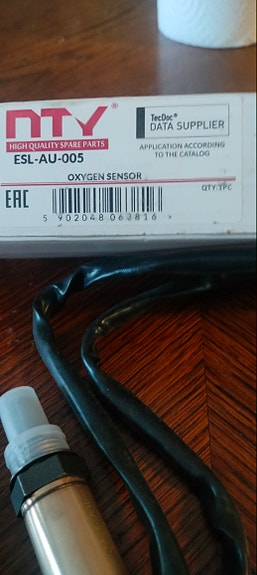 NTY®
HIGH QUALITY SPARE PARTS
TecDoc®
DATA SUPPLIER
ESL-AU-005
APPLICATION ACCORDING
TO THE CATALOG
OXYGEN SENSOR
EAC
QTY:1PC
5 902048 063816 >